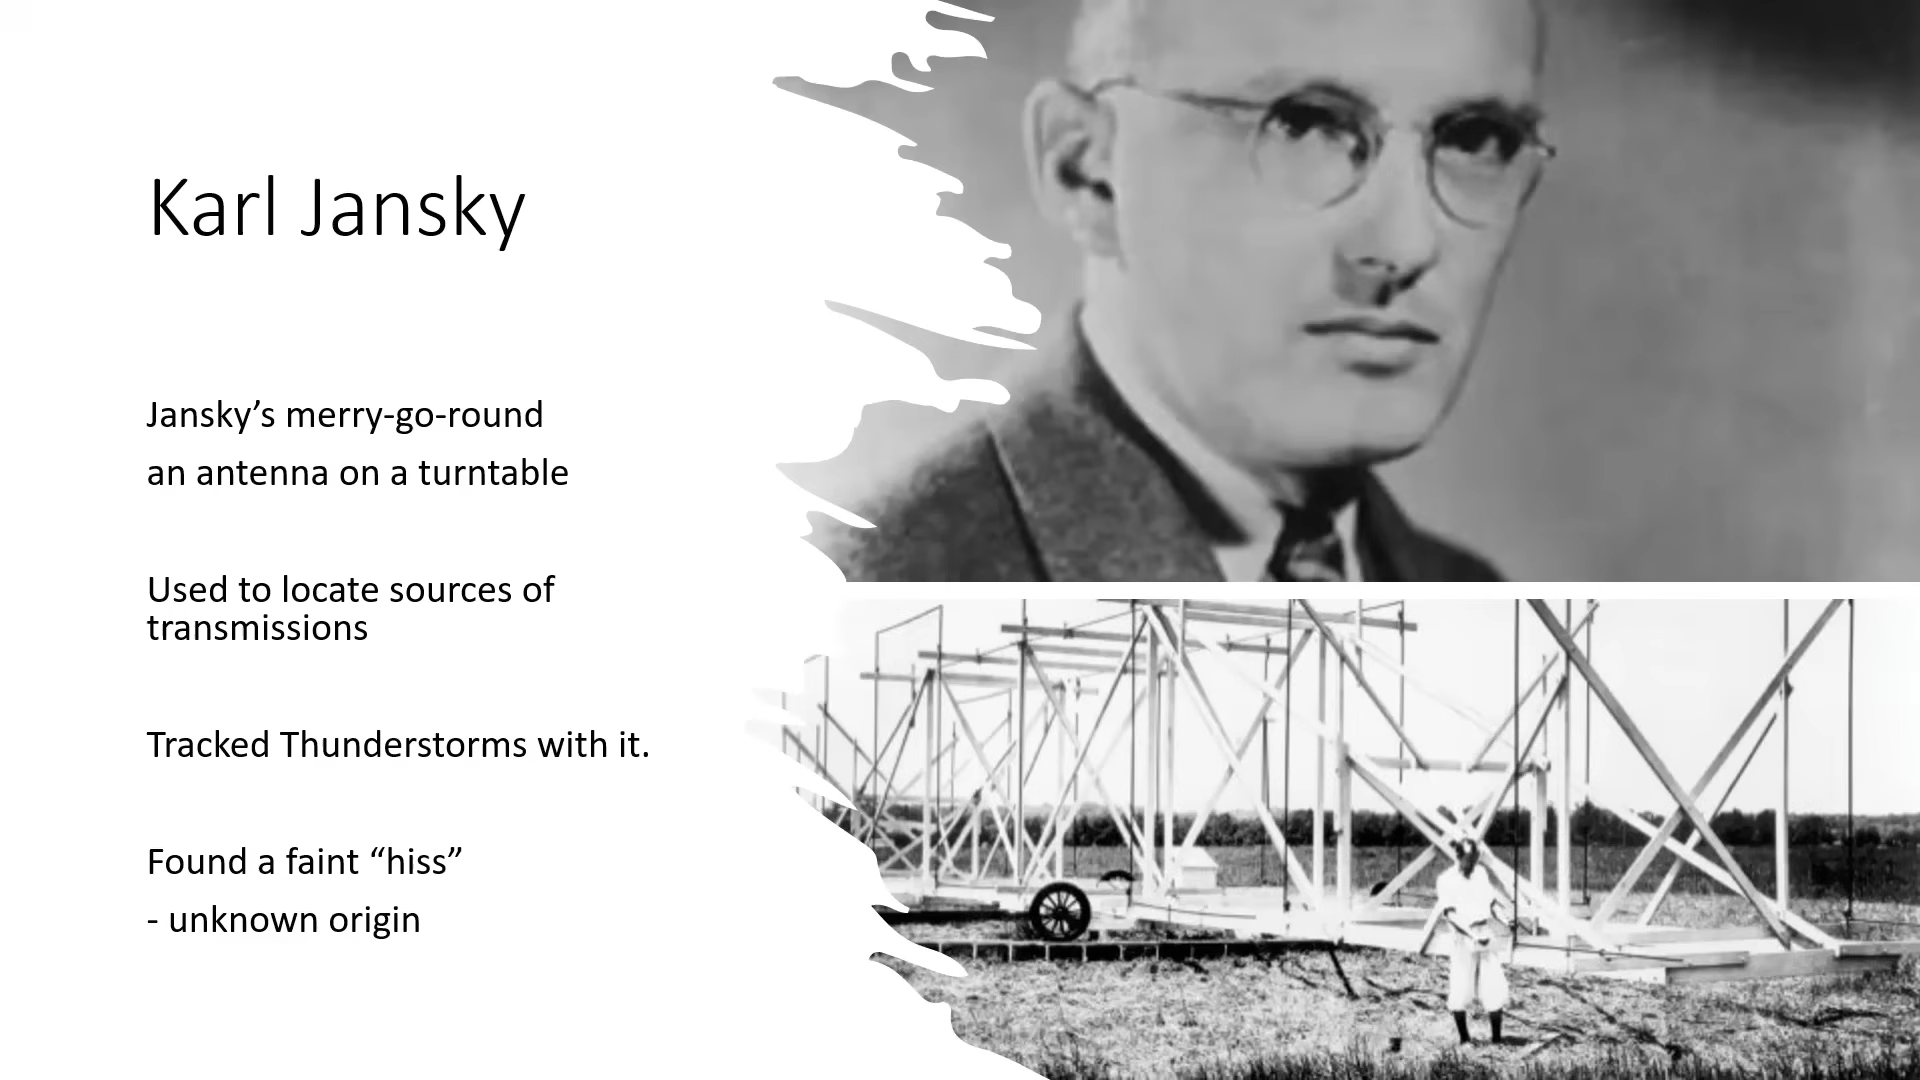 Karl Jansky
Jansky’s merry-go-round
an antenna on a turntable
Used to locate sources of
transmissions
Tracked Thunderstorms with it.
Found a faint “hiss”
- unknown origin